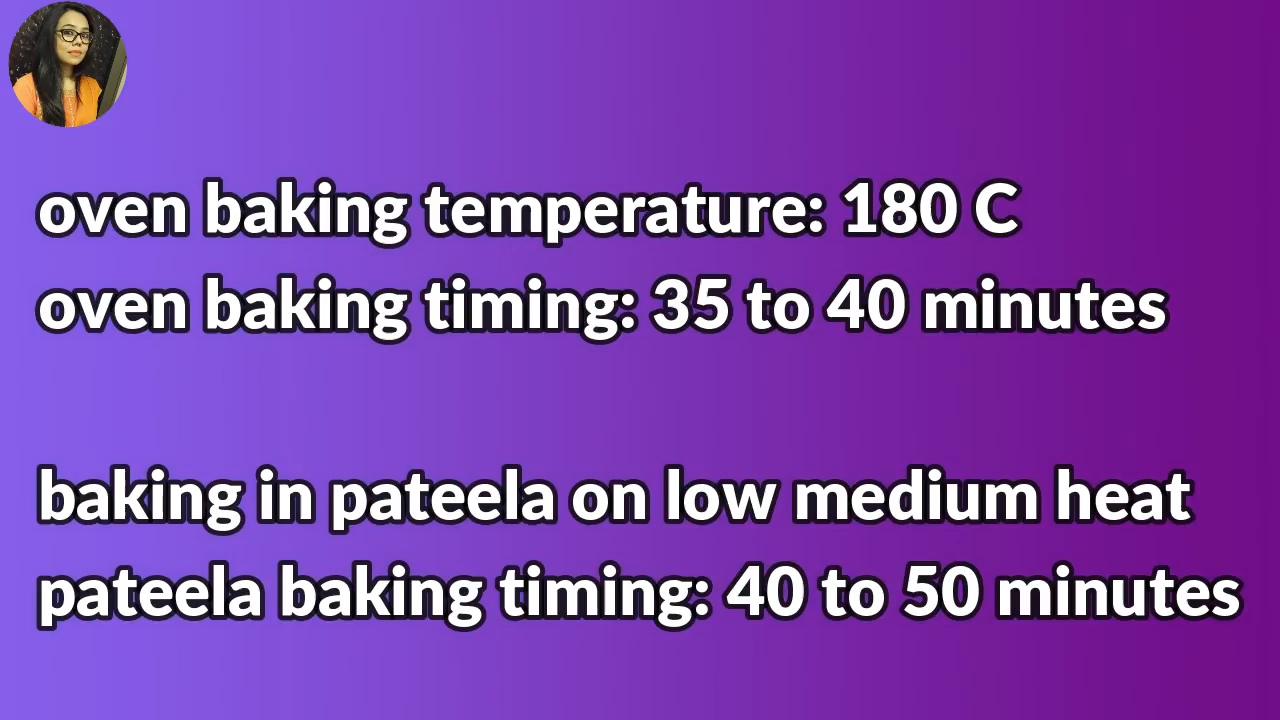 oven baking temperature: 180 C
oven baking timing: 35 to 40 minutes
baking in pateela on low medium heat
pateela baking timing: 40 to 50 minutes